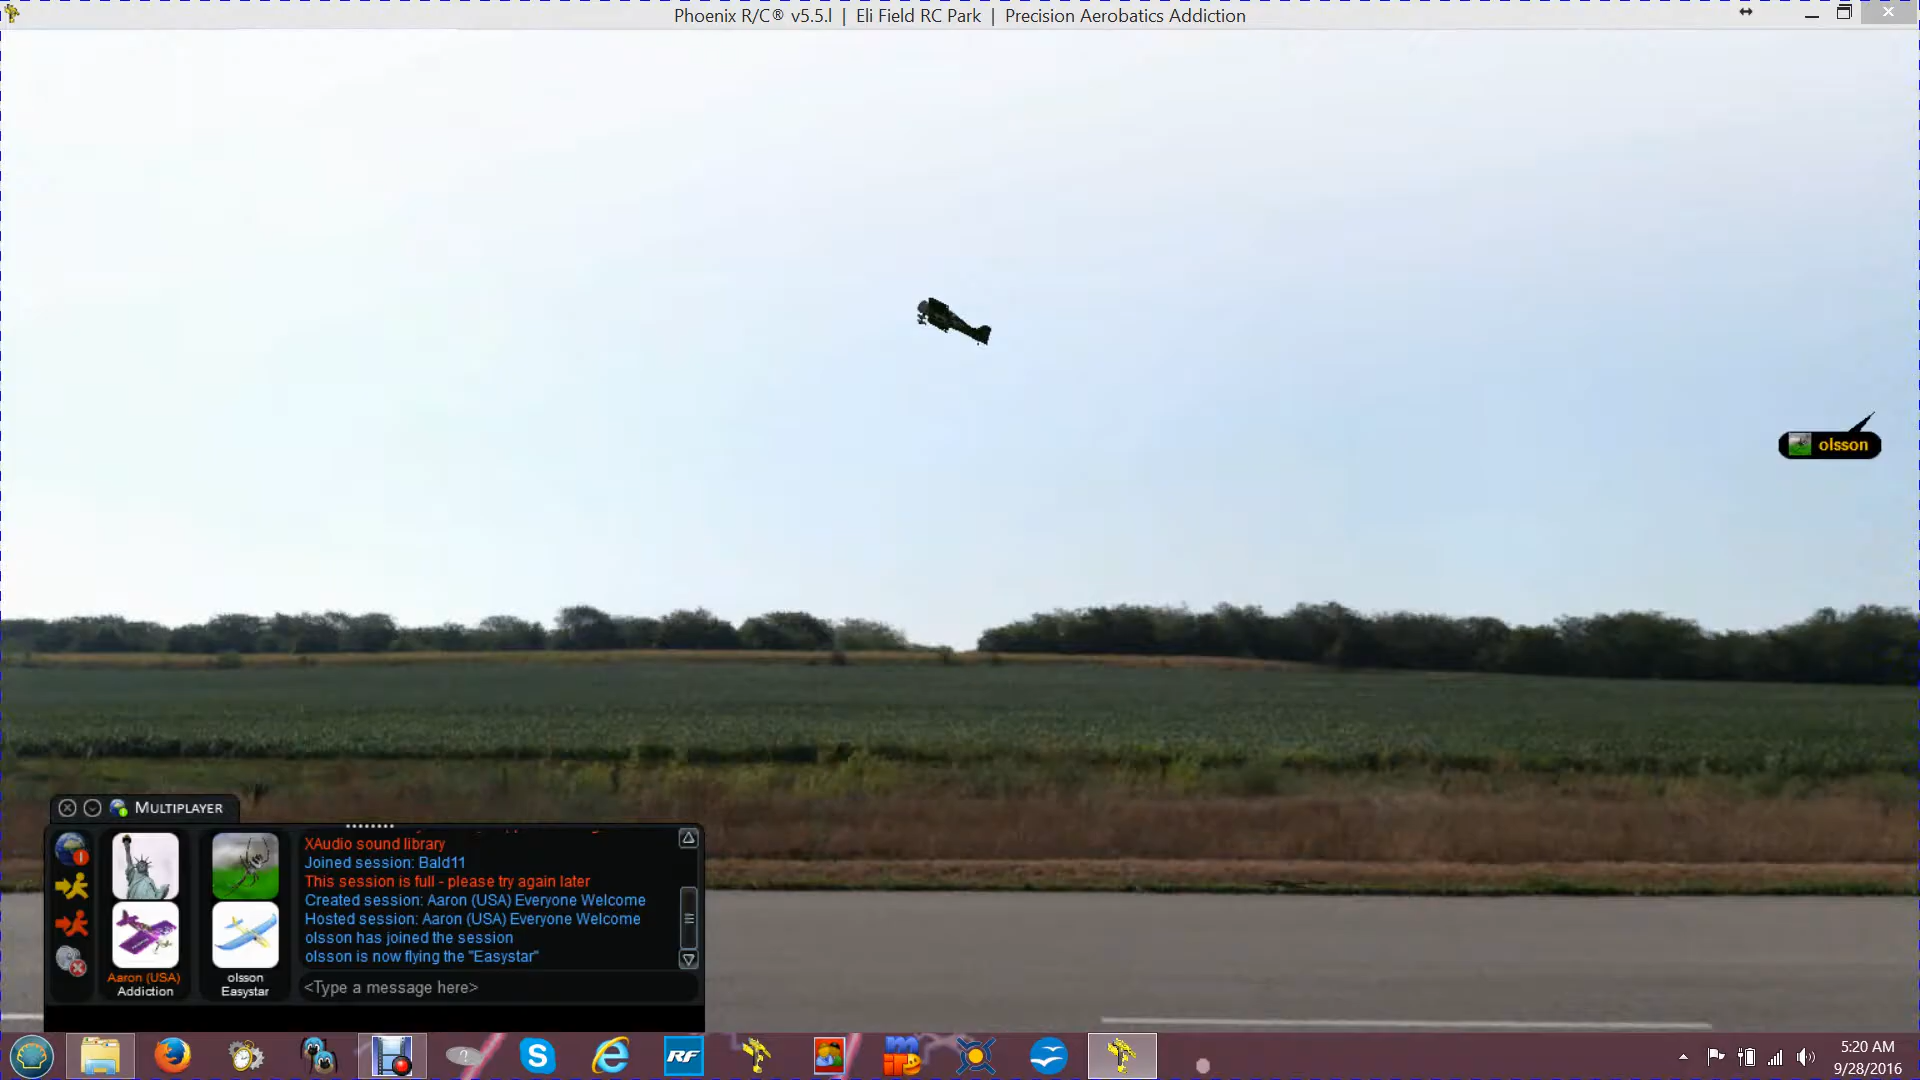 Phoenix R/C® v5.5.l | Eli Field RC Park | Precision Aerobatics Addiction
olsson
MULTIPLAYER
XAudio sound library
Joined session: Bald11
This session is full - please try again later
Created session: Aaron (USA) Everyone Welcome
Hosted session: Aaron (USA) Everyone Welcome
olsson has joined the session
olsson is now flying the "Easystar"
<Type a message here>
Aaron (USA)
Addiction
olsson
Easystar
RF
5:20 AM
9/28/2016